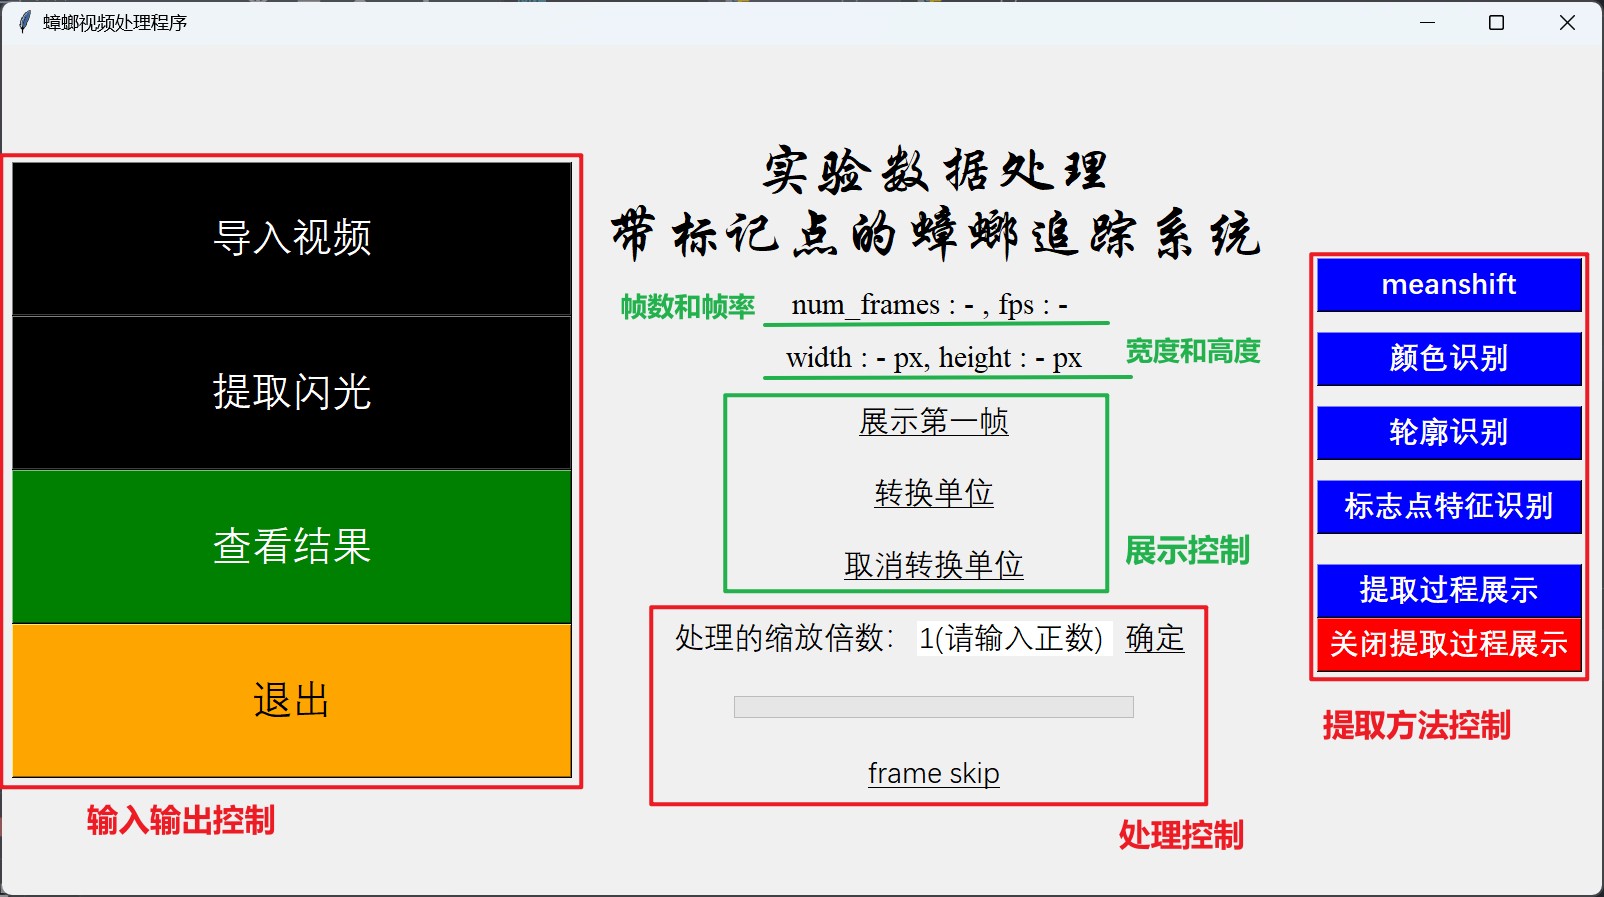 蟑螂视频处理程序
实验数据处理
带标记点的蟑螂追踪系统
导入视频
提取闪光
查看结果
退出
输入输出控制
帧数和帧率
num_frames : - , fps : -
width : - px, height : - px
宽度和高度
展示第一帧
转换单位
取消转换单位
展示控制
处理的缩放倍数： 1(请输入正数) 确定
frame skip
处理控制
meanshift
颜色识别
轮廓识别
标志点特征识别
提取过程展示
关闭提取过程展示
提取方法控制